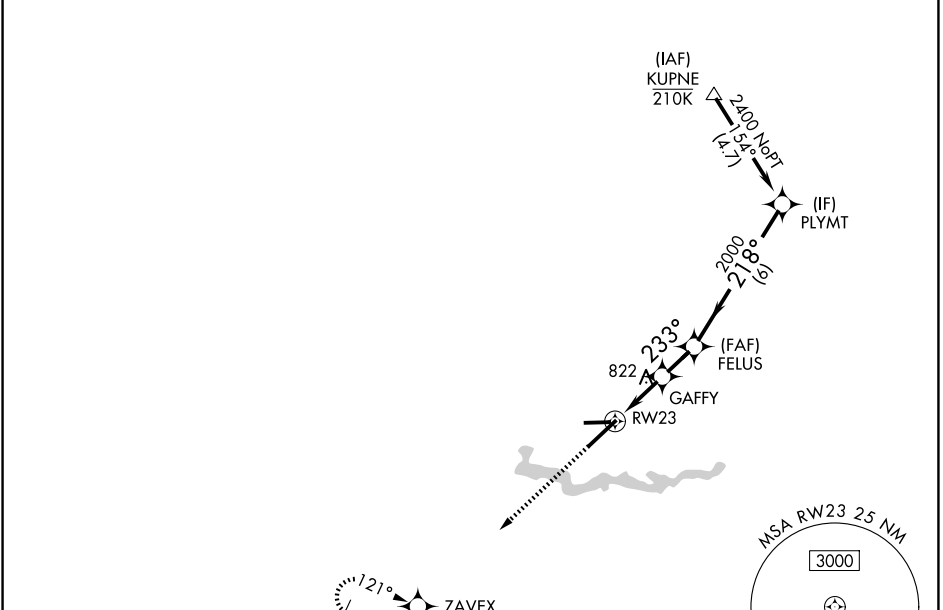 (IAF)
KUPNE
210K
2400 NoPT
154°
(4.7)
(IF)
PLYMT
2000
218°
(6)
233°
(FAF)
FELUS
822
GAFFY
RW23
MSA RW23 25 NM
3000
121°
ZAVEX